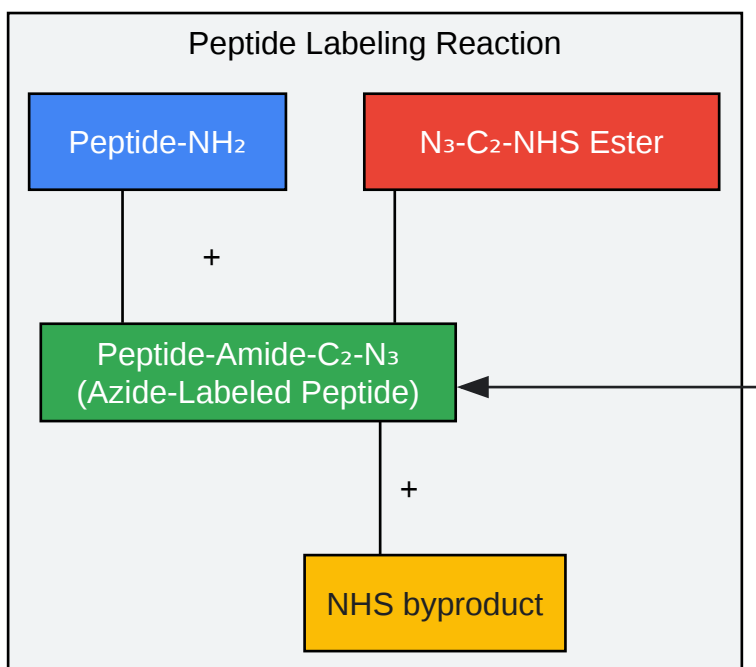 Peptide Labeling Reaction
Peptide-NH₂
N₃-C₂-NHS Ester
+
Peptide-Amide-C₂-N₃
(Azide-Labeled Peptide)
+
NHS byproduct